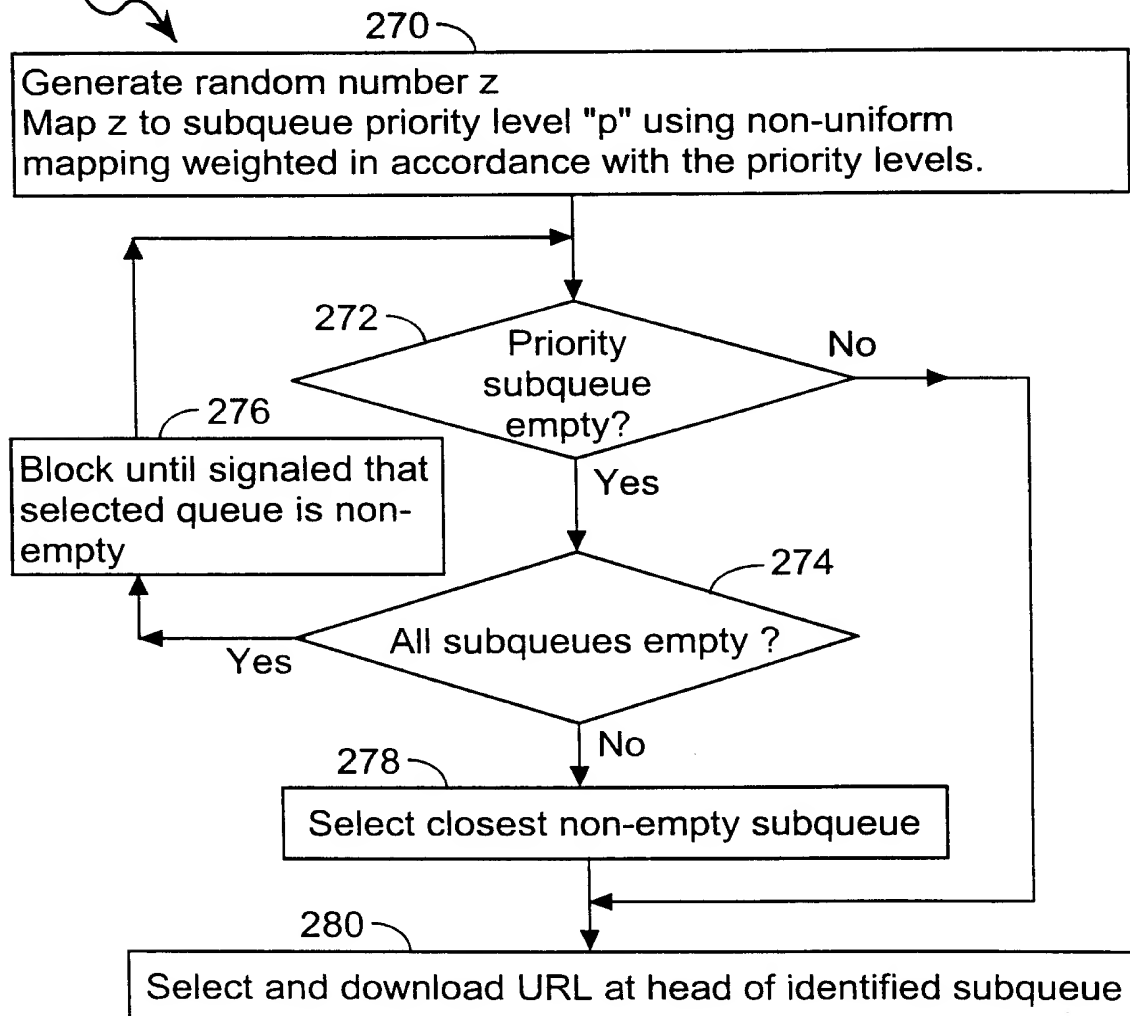 270
Generate random number z
Map z to subqueue priority level "p" using non-uniform
mapping weighted in accordance with the priority levels.
272
Priority
subqueue
empty?
No
276
Block until signaled that
selected queue is non-
empty
Yes
274
All subqueues empty ?
Yes
No
278
Select closest non-empty subqueue
280
Select and download URL at head of identified subqueue